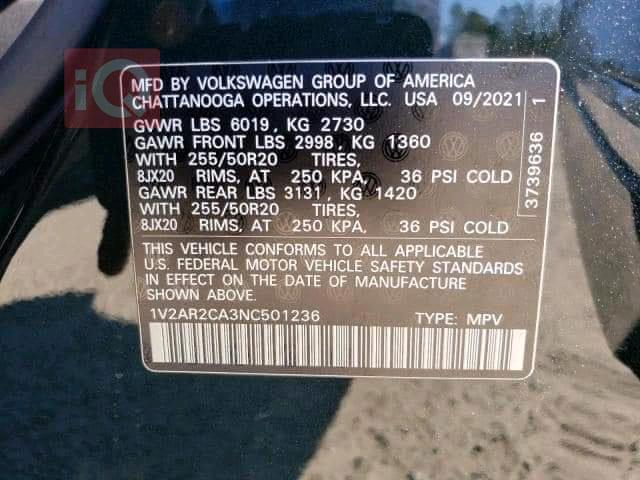 iQ
MFD BY VOLKSWAGEN GROUP OF AMERICA
CHATTANOOGA OPERATIONS, LLC. USA 09/2021
GVWR LBS 6019, KG 2730
GAWR FRONT LBS 2998, KG 1360
WITH 255/50R20 TIRES,
8JX20 RIMS, AT 250 KPA, 36 PSI COLD
GAWR REAR LBS 3131, KG 1420
WITH 255/50R20 TIRES,
8JX20 RIMS, AT 250 KPA, 36 PSI COLD
THIS VEHICLE CONFORMS TO ALL APPLICABLE
U.S. FEDERAL MOTOR VEHICLE SAFETY STANDARDS
IN EFFECT ON THE DATE OF MANUFACTURE
SHOWN ABOVE.
1V2AR2CA3NC501236 TYPE: MPV
3739636 1